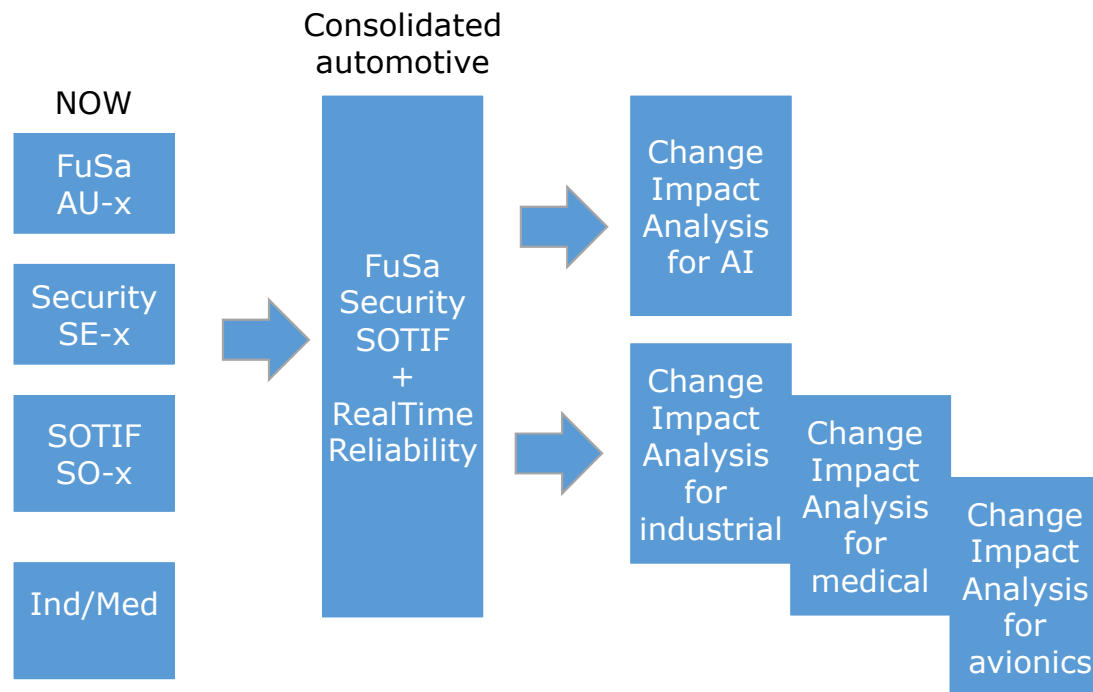 NOW
FuSa
AU-x
Security
SE-x
SOTIF
SO-x
Ind/Med
Consolidated
automotive
FuSa
Security
SOTIF
+
RealTime
Reliability
Change
Impact
Analysis
for AI
Change
Impact
Analysis
for
industrial
Change
Impact
Analysis
for
medical
Change
Impact
Analysis
for
avionics